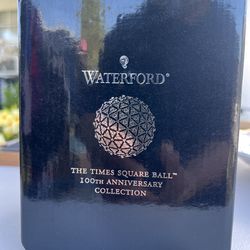 WATERFORD®
THE TIMES SQUARE BALL™
100TH ANNIVERSARY
COLLECTION